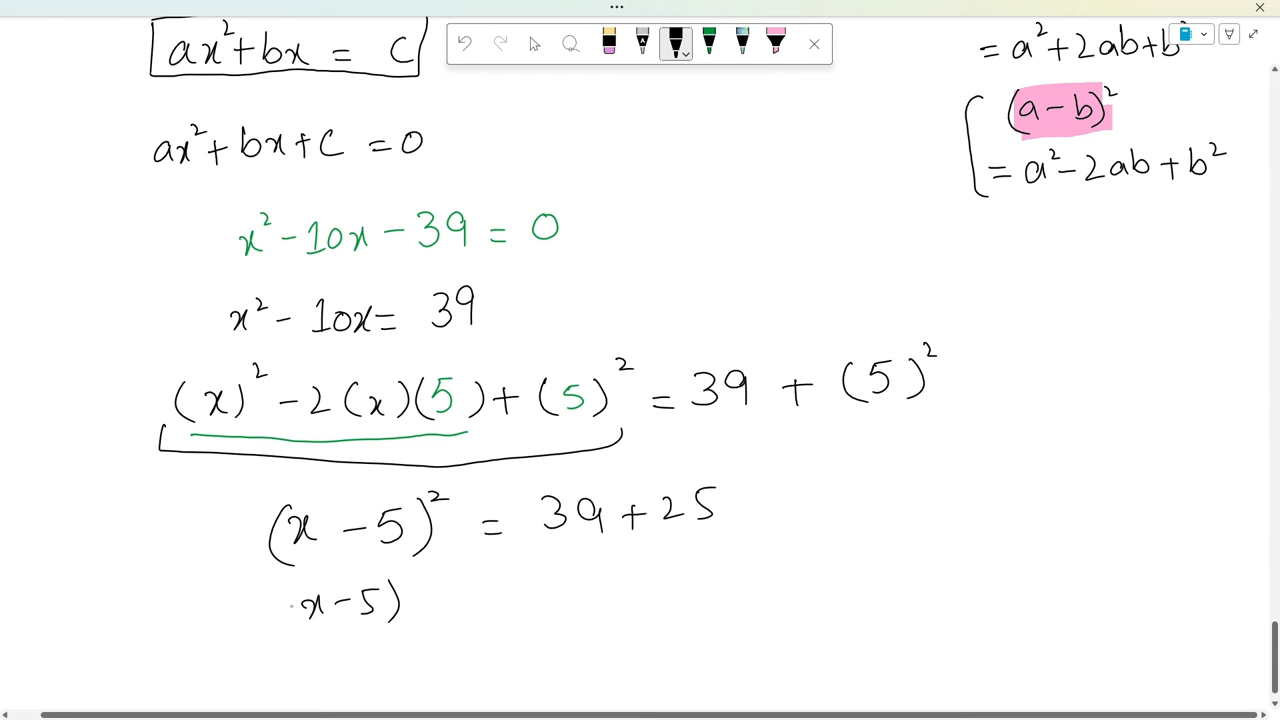 ax² + bx = C
= a² + 2ab + b²
(a - b)²
= a² - 2ab + b²
ax² + bx + c = 0
x² - 10x - 39 = 0
x² - 10x = 39
(x)² - 2(x)(5) + (5)² = 39 + (5)²
(x - 5)² = 39 + 25
x - 5)